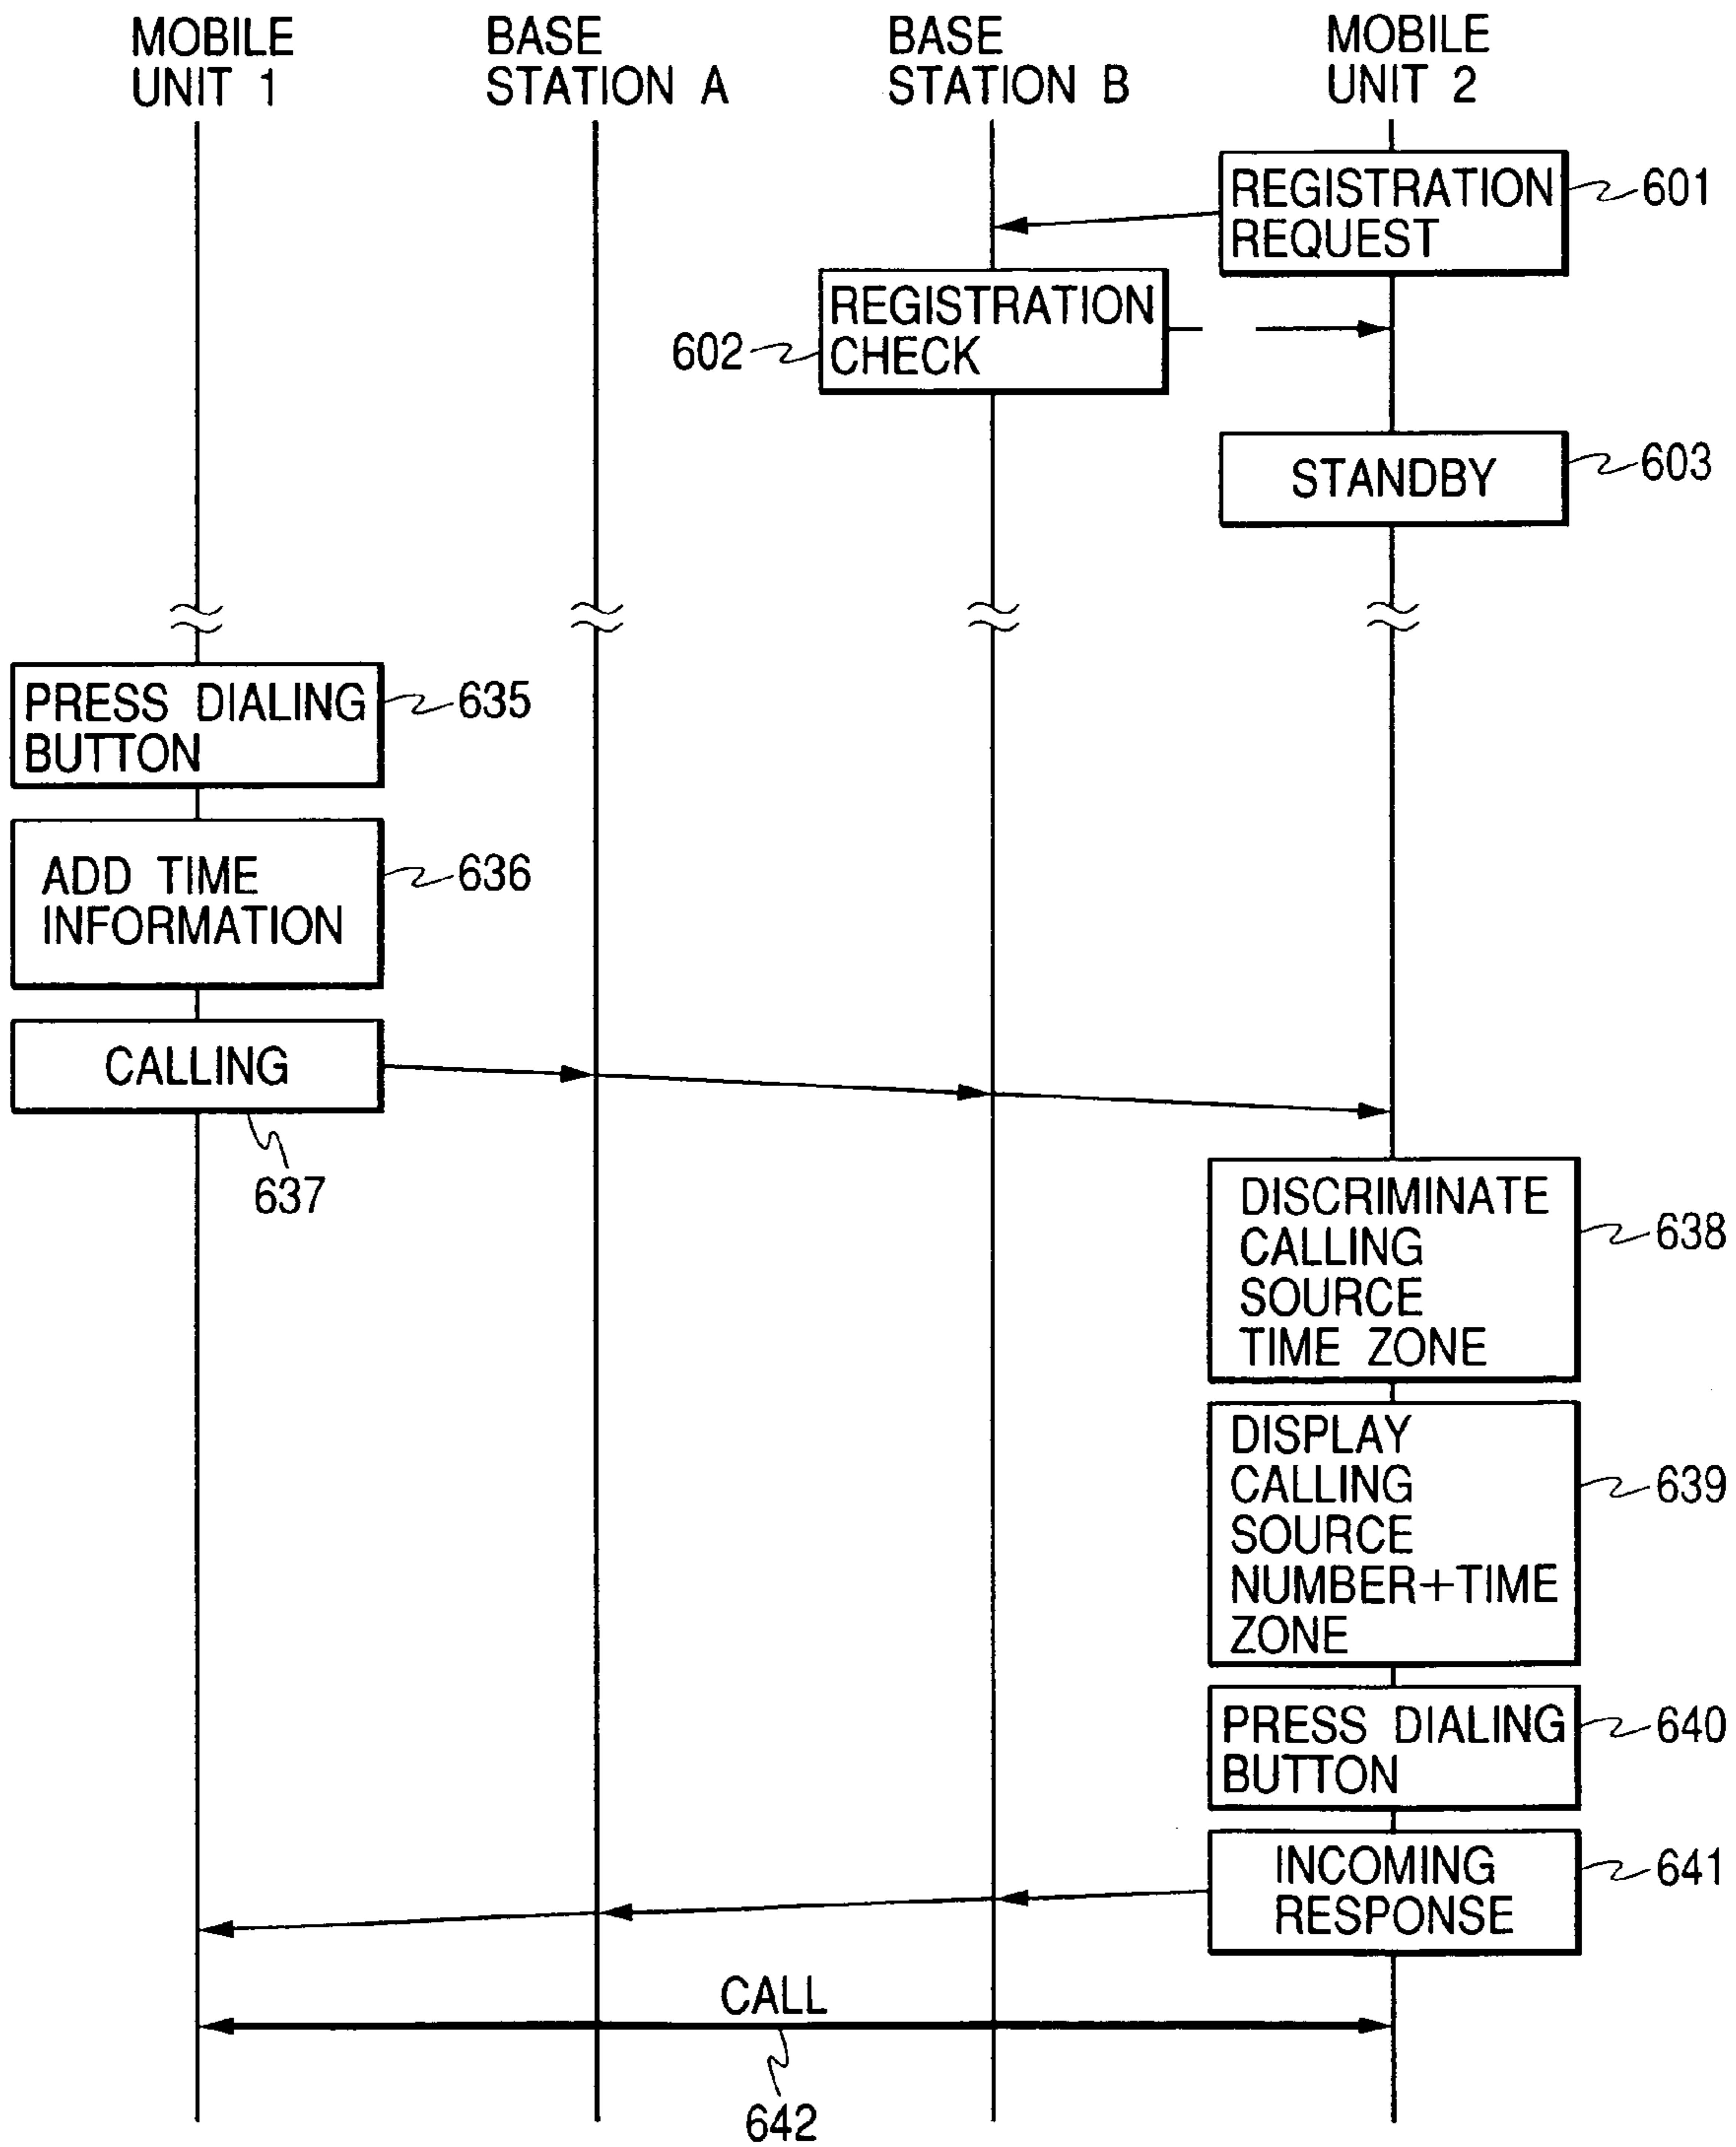 MOBILE
UNIT 1
BASE
STATION A
BASE
STATION B
MOBILE
UNIT 2
REGISTRATION
REQUEST
601
REGISTRATION
CHECK
602
STANDBY
603
PRESS DIALING
BUTTON
635
ADD TIME
INFORMATION
636
CALLING
637
DISCRIMINATE
CALLING
SOURCE
TIME ZONE
638
DISPLAY
CALLING
SOURCE
NUMBER+TIME
ZONE
639
PRESS DIALING
BUTTON
640
INCOMING
RESPONSE
641
CALL
642